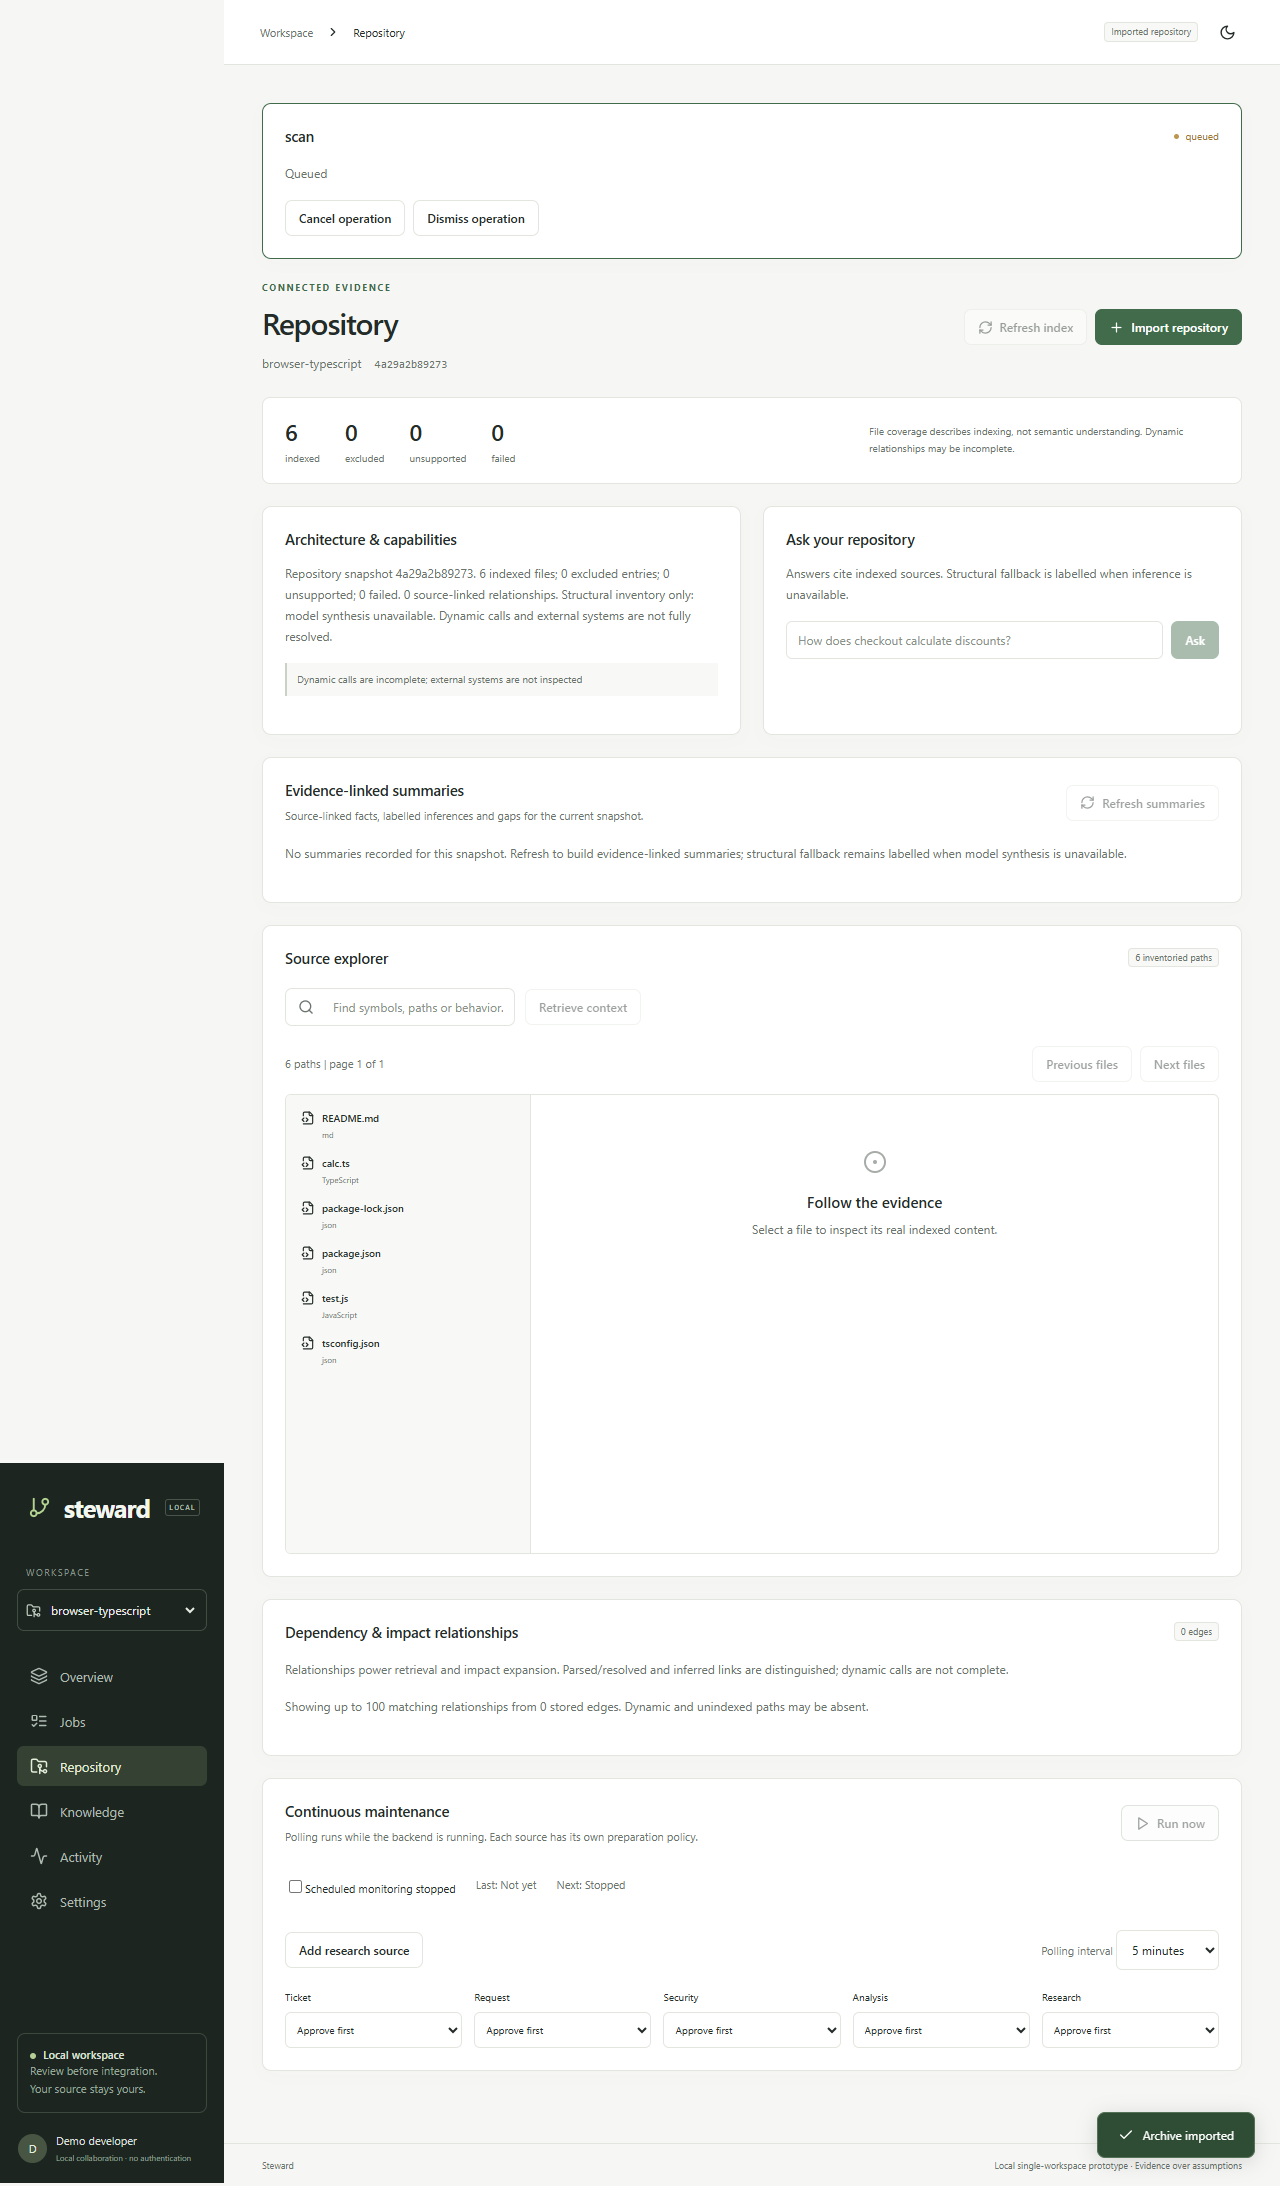 Workspace
Repository
Imported repository
scan
queued
Queued
Cancel operation
Dismiss operation
CONNECTED EVIDENCE
Repository
Refresh index
Import repository
browser-typescript 4a29a2b89273
6
indexed
0
excluded
0
unsupported
0
failed
File coverage describes indexing, not semantic understanding. Dynamic
relationships may be incomplete.
Architecture & capabilities
Repository snapshot 4a29a2b89273. 6 indexed files; 0 excluded entries; 0
unsupported; 0 failed. 0 source-linked relationships. Structural inventory only:
model synthesis unavailable. Dynamic calls and external systems are not fully
resolved.
Dynamic calls are incomplete; external systems are not inspected
Ask your repository
Answers cite indexed sources. Structural fallback is labelled when inference is
unavailable.
How does checkout calculate discounts?
Ask
Evidence-linked summaries
Source-linked facts, labelled inferences and gaps for the current snapshot.
Refresh summaries
No summaries recorded for this snapshot. Refresh to build evidence-linked summaries; structural fallback remains labelled when model synthesis is unavailable.
Source explorer
6 inventoried paths
Find symbols, paths or behavior.
Retrieve context
6 paths | page 1 of 1
Previous files
Next files
README.md
md
calc.ts
TypeScript
package-lock.json
json
package.json
json
test.js
JavaScript
tsconfig.json
json
Follow the evidence
Select a file to inspect its real indexed content.
Dependency & impact relationships
0 edges
Relationships power retrieval and impact expansion. Parsed/resolved and inferred links are distinguished; dynamic calls are not complete.
Showing up to 100 matching relationships from 0 stored edges. Dynamic and unindexed paths may be absent.
Continuous maintenance
Polling runs while the backend is running. Each source has its own preparation policy.
Run now
Scheduled monitoring stopped
Last: Not yet
Next: Stopped
Add research source
Polling interval
5 minutes
Ticket
Approve first
Request
Approve first
Security
Approve first
Analysis
Approve first
Research
Approve first
steward
LOCAL
WORKSPACE
browser-typescript
Overview
Jobs
Repository
Knowledge
Activity
Settings
Local workspace
Review before integration.
Your source stays yours.
D
Demo developer
Local collaboration · no authentication
Archive imported
Steward
Local single-workspace prototype · Evidence over assumptions